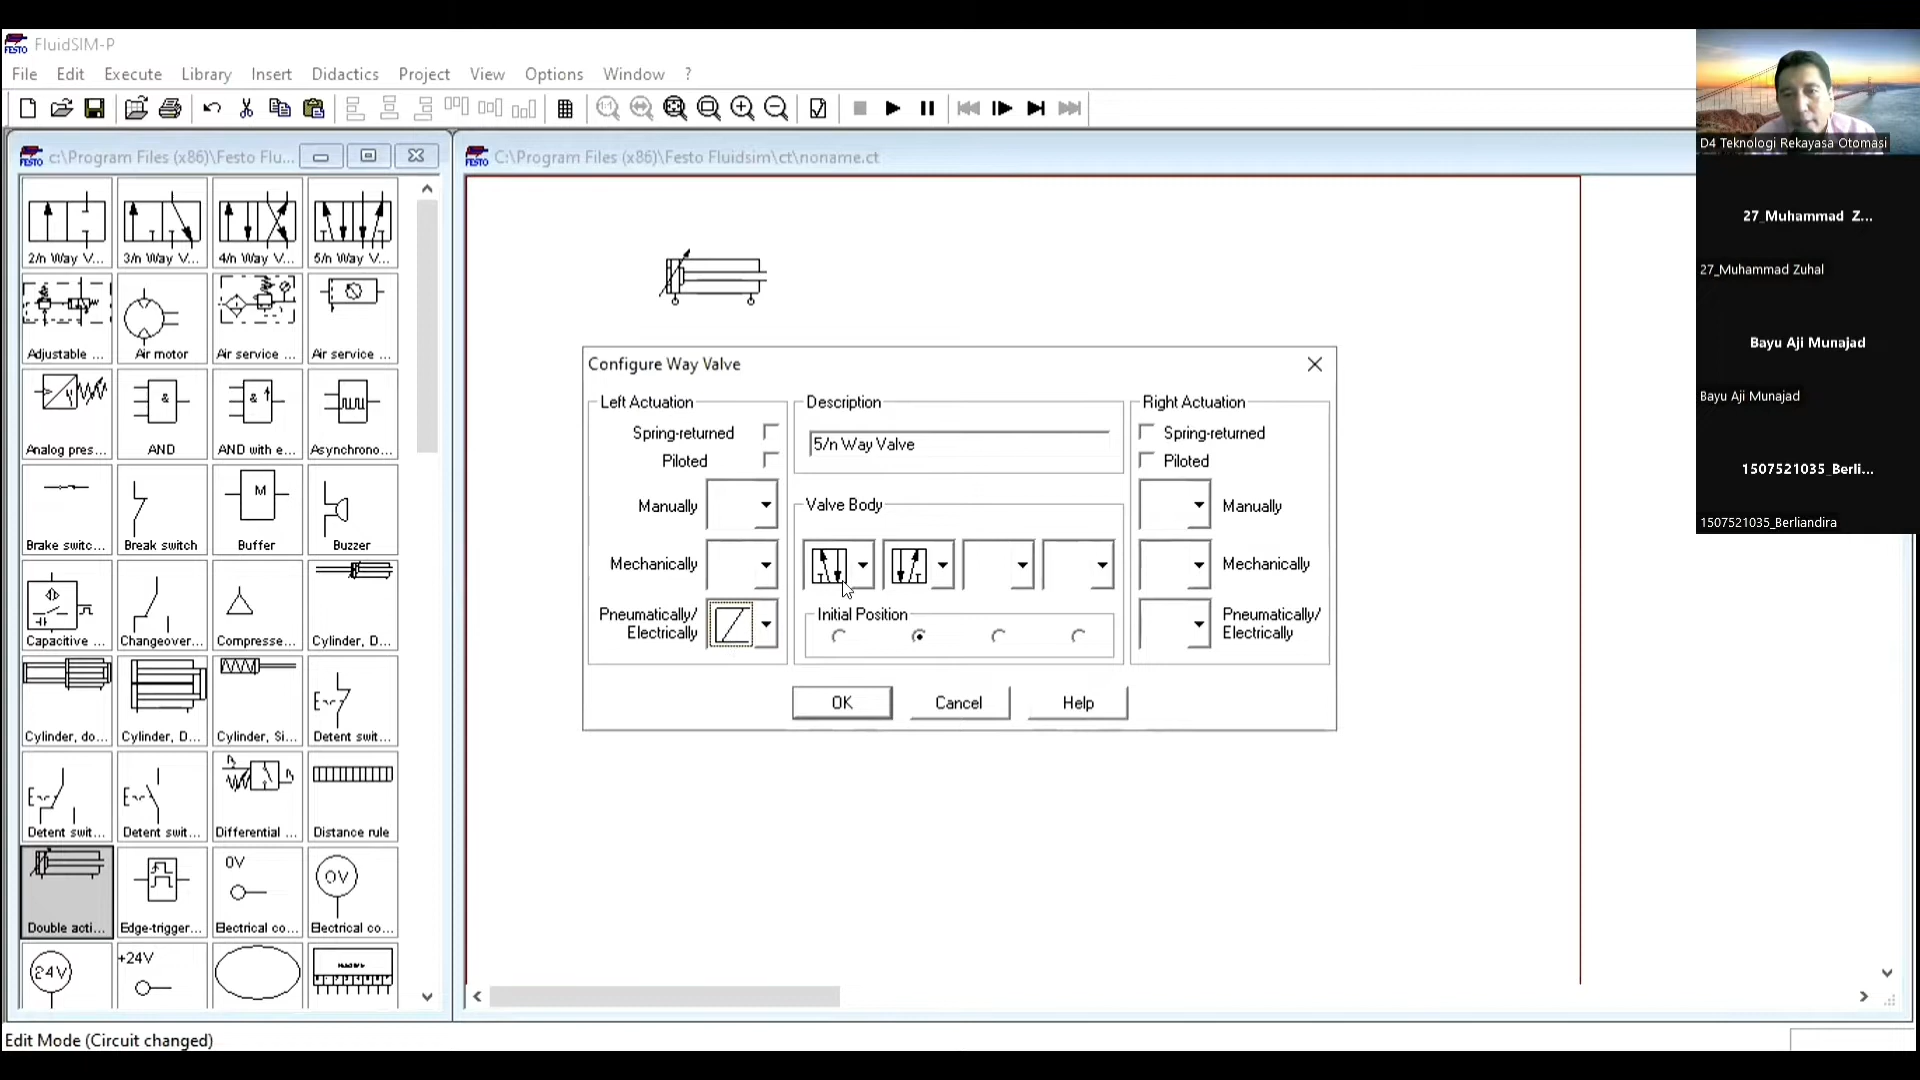 FESTO FluidSIM-P
File Edit Execute Library Insert Didactics Project View Options Window ?
1:1
FESTO c:\Program Files (x86)\Festo Flu...
2/n Way V... 3/n Way V... 4/n Way V... 5/n Way V...
Adjustable ... Air motor Air service ... Air service ...
& &
Analog pres... AND AND with e... Asynchrono...
M
Brake switc... Break switch Buffer Buzzer
Capacitive ... Changeover... Compresse... Cylinder, D...
Cylinder, do... Cylinder, D... Cylinder, Si... Detent swit...
Detent swit... Detent swit... Differential ... Distance rule
0V 0V
Double acti... Edge-trigger... Electrical co... Electrical co...
24V +24V
FESTO C:\Program Files (x86)\Festo Fluidsim\ct\noname.ct
Configure Way Valve
Left Actuation
Spring-returned
Piloted
Manually
Mechanically
Pneumatically/
Electrically
Description
5/n Way Valve
Valve Body
Initial Position
Right Actuation
Spring-returned
Piloted
Manually
Mechanically
Pneumatically/
Electrically
OK Cancel Help
Edit Mode (Circuit changed)
D4 Teknologi Rekayasa Otomasi
27_Muhammad Z...
27_Muhammad Zuhal
Bayu Aji Munajad
Bayu Aji Munajad
1507521035_Berli...
1507521035_Berliandira